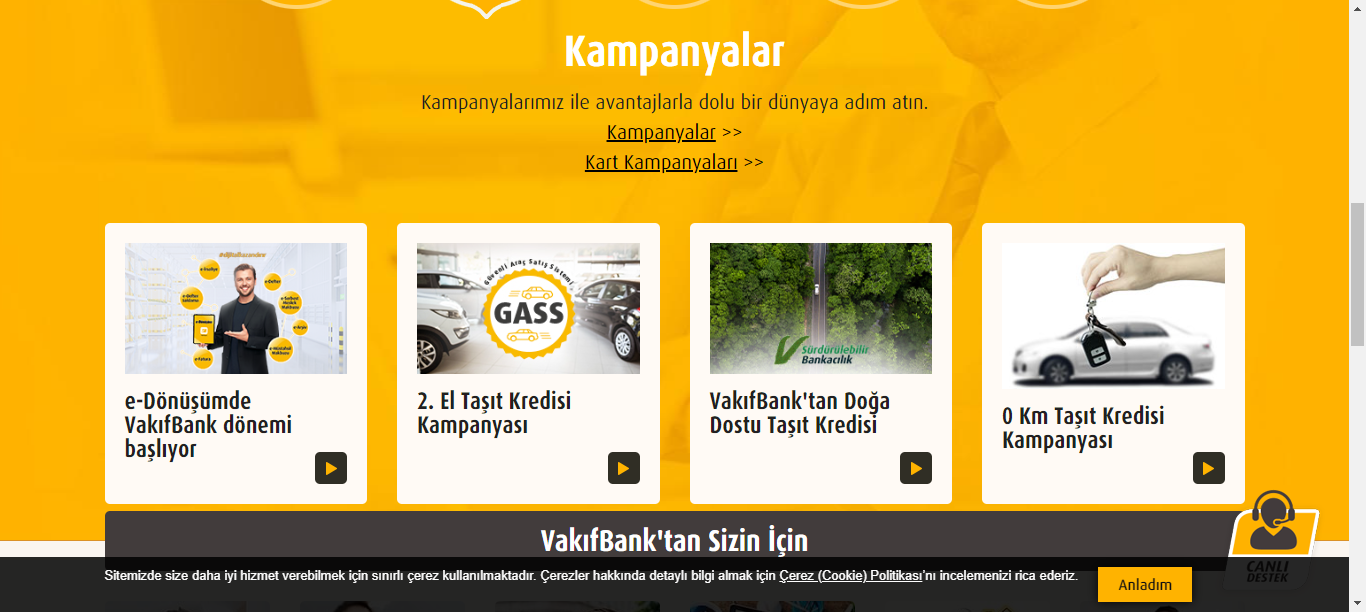 Kampanyalar
Kampanyalarımız ile avantajlarla dolu bir dünyaya adım atın.
Kampanyalar >>
Kart Kampanyaları >>
e-Defter
e-Arşiv
e-Fatura
Güvenli Araç Satış Sistemi
GASS
Sürdürülebilir
Bankacılık
e-Dönüşümde
VakıfBank dönemi
başlıyor
2. El Taşıt Kredisi
Kampanyası
VakıfBank'tan Doğa
Dostu Taşıt Kredisi
0 Km Taşıt Kredisi
Kampanyası
VakıfBank'tan Sizin İçin
Sitemizde size daha iyi hizmet verebilmek için sınırlı çerez kullanılmaktadır. Çerezler hakkında detaylı bilgi almak için Çerez (Cookie) Politikası'nı incelemenizi rica ederiz.
Anladım
CANLI
DESTEK